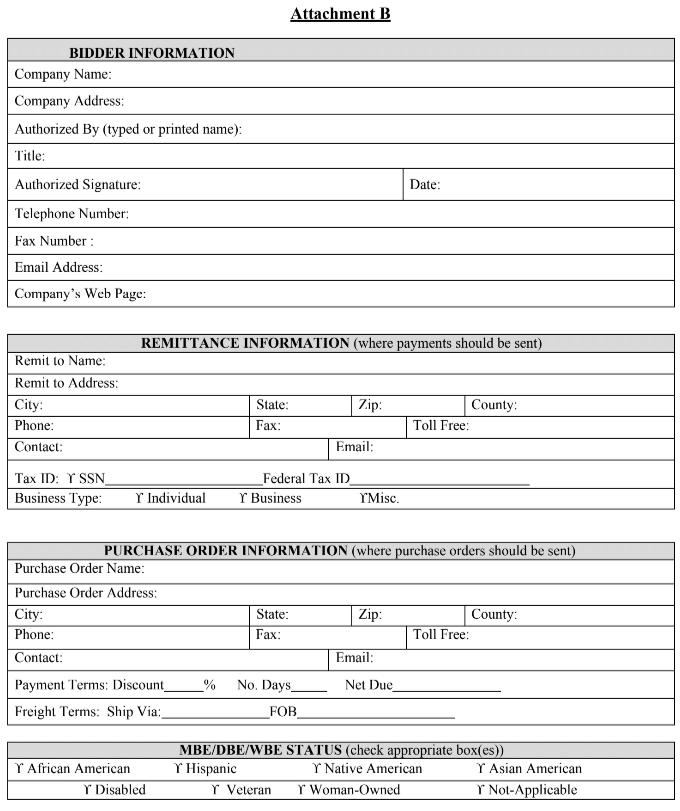 Attachment B
BIDDER INFORMATION
Company Name:
Company Address:
Authorized By (typed or printed name):
Title:
Authorized Signature: Date:
Telephone Number:
Fax Number :
Email Address:
Company’s Web Page:
REMITTANCE INFORMATION (where payments should be sent)
Remit to Name:
Remit to Address:
City: State: Zip: County:
Phone: Fax: Toll Free:
Contact: Email:
Tax ID: ϒ SSN____________________Federal Tax ID_______________________
Business Type: ϒ Individual ϒ Business ϒMisc.
PURCHASE ORDER INFORMATION (where purchase orders should be sent)
Purchase Order Name:
Purchase Order Address:
City: State: Zip: County:
Phone: Fax: Toll Free:
Contact: Email:
Payment Terms: Discount_____% No. Days_____ Net Due______________
Freight Terms: Ship Via:______________FOB____________________
MBE/DBE/WBE STATUS (check appropriate box(es))
ϒ African American ϒ Hispanic ϒ Native American ϒ Asian American
ϒ Disabled ϒ Veteran ϒ Woman-Owned ϒ Not-Applicable